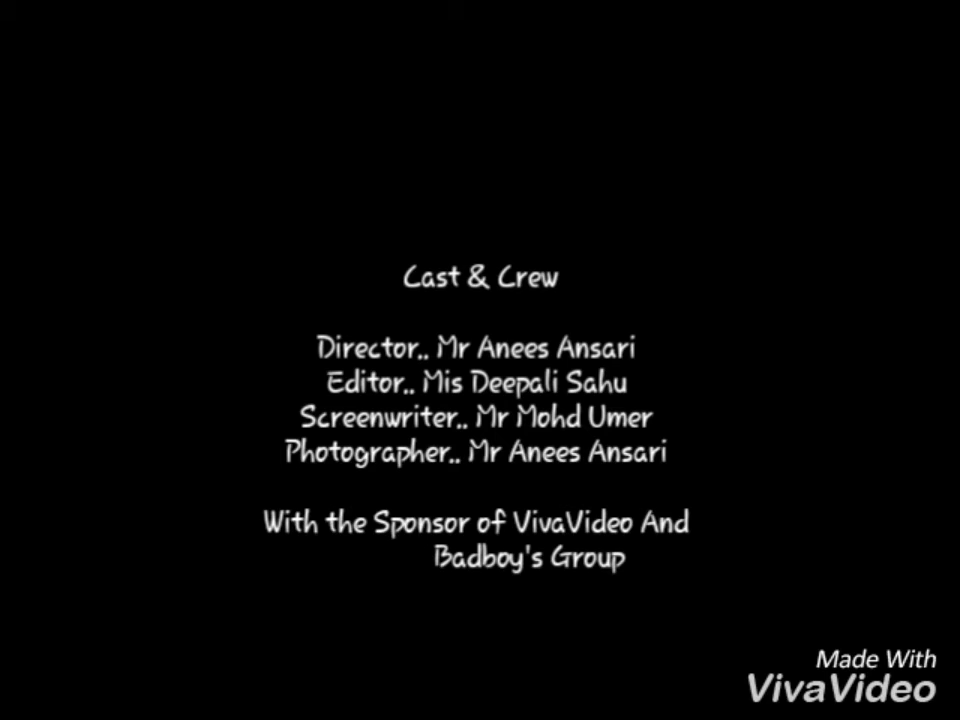 Cast & Crew
Director.. Mr Anees Ansari
Editor.. Mis Deepali Sahu
Screenwriter.. Mr Mohd Umer
Photographer.. Mr Anees Ansari
With the Sponsor of VivaVideo And
Badboy's Group
Made With
VivaVideo